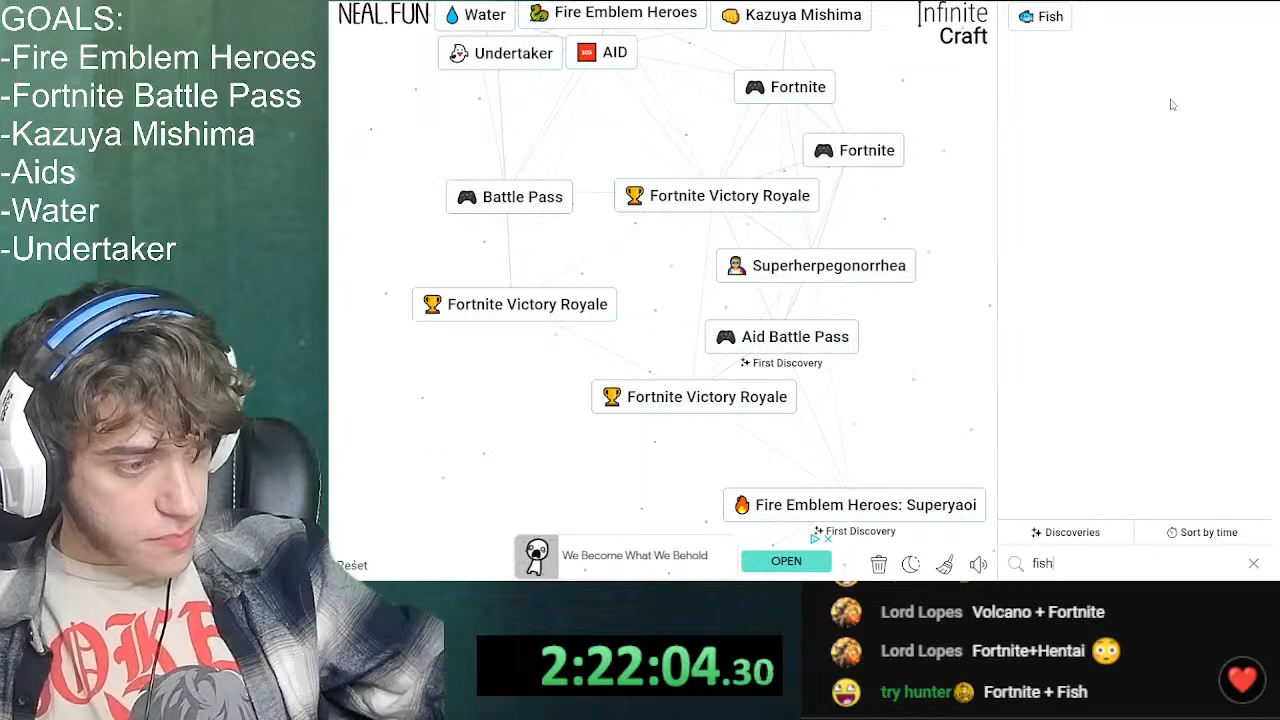 GOALS:
-Fire Emblem Heroes
-Fortnite Battle Pass
-Kazuya Mishima
-Aids
-Water
-Undertaker
NEAL.FUN
Water
Fire Emblem Heroes
Kazuya Mishima
Infinite
Craft
Fish
Undertaker
AID
Fortnite
Fortnite
Battle Pass
Fortnite Victory Royale
Superherpegonorrhea
Fortnite Victory Royale
Aid Battle Pass
First Discovery
Fortnite Victory Royale
Fire Emblem Heroes: Superyaoi
First Discovery
Discoveries
Sort by time
We Become What We Behold
OPEN
Reset
fish
Lord Lopes Volcano + Fortnite
Lord Lopes Fortnite+Hentai
try hunter Fortnite + Fish
2:22:04.30